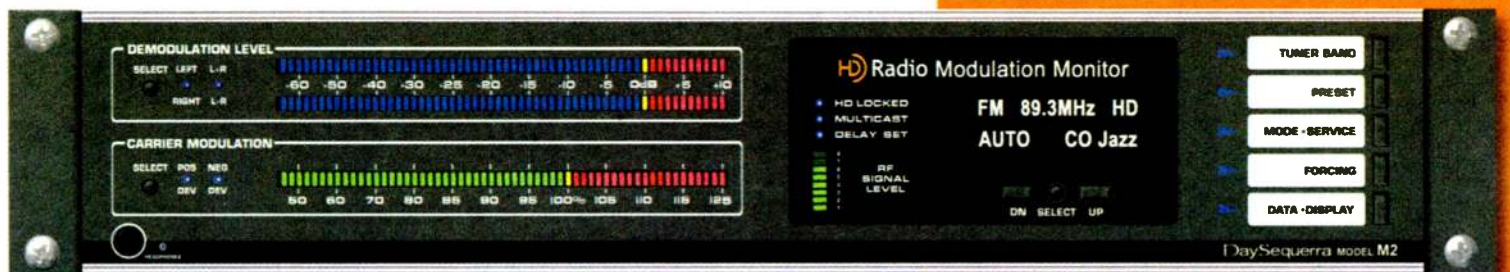 DEMODULATION LEVEL
SELECT LEFT L+R
RIGHT L-R
-60 -50 -40 -30 -25 -20 -15 -10 -5 0dB +5 +10
CARRIER MODULATION
SELECT POS NEG
DEV DEV
50 60 70 80 85 90 95 100% 105 110 115 125
HEADPHONES
HD Radio Modulation Monitor
HD LOCKED
MULTICAST
DELAY SET
FM 89.3MHz HD
AUTO CO Jazz
RF
SIGNAL
LEVEL
DN SELECT UP
TUNER BAND
PRESET
MODE · SERVICE
FORCING
DATA · DISPLAY
DaySequerra MODEL M2